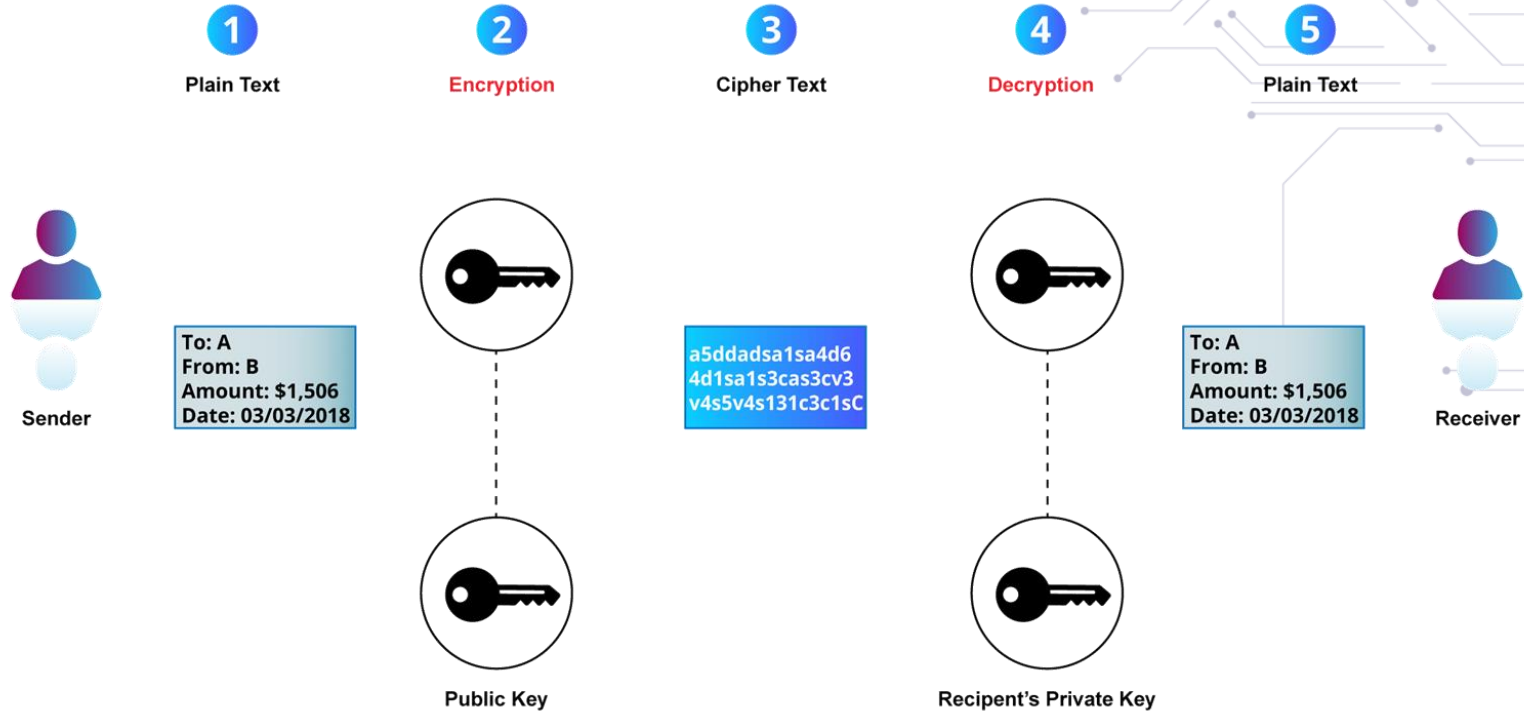 1
2
3
4
5
Plain Text
Encryption
Cipher Text
Decryption
Plain Text
To: A
From: B
Amount: $1,506
Date: 03/03/2018
a5ddadsa1sa4d6
4d1sa1s3cas3cv3
v4s5v4s131c3c1sC
To: A
From: B
Amount: $1,506
Date: 03/03/2018
Sender
Receiver
Public Key
Recipent’s Private Key